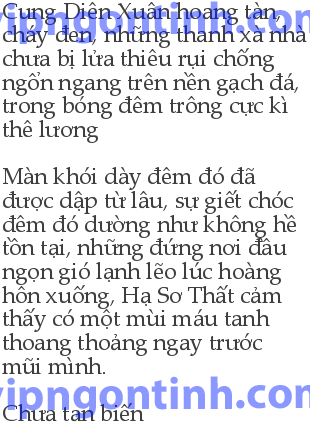 Cung Diên Xuân hoang tàn,
cháy đen, những thanh xà nhà
chưa bị lửa thiêu rụi chống
ngổn ngang trên nền gạch đá,
trong bóng đêm trông cực kì
thê lương
Màn khói dày đêm đó đã
được dập từ lâu, sự giết chóc
đêm đó dường như không hề
tồn tại, nhưng đứng nơi đầu
ngọn gió lạnh lẽo lúc hoàng
hôn xuống, Hạ Sơ Thất cảm
thấy có một mùi máu tanh
thoang thoảng ngay trước
mũi mình.
vipngontinh.com
Chưa tan biến